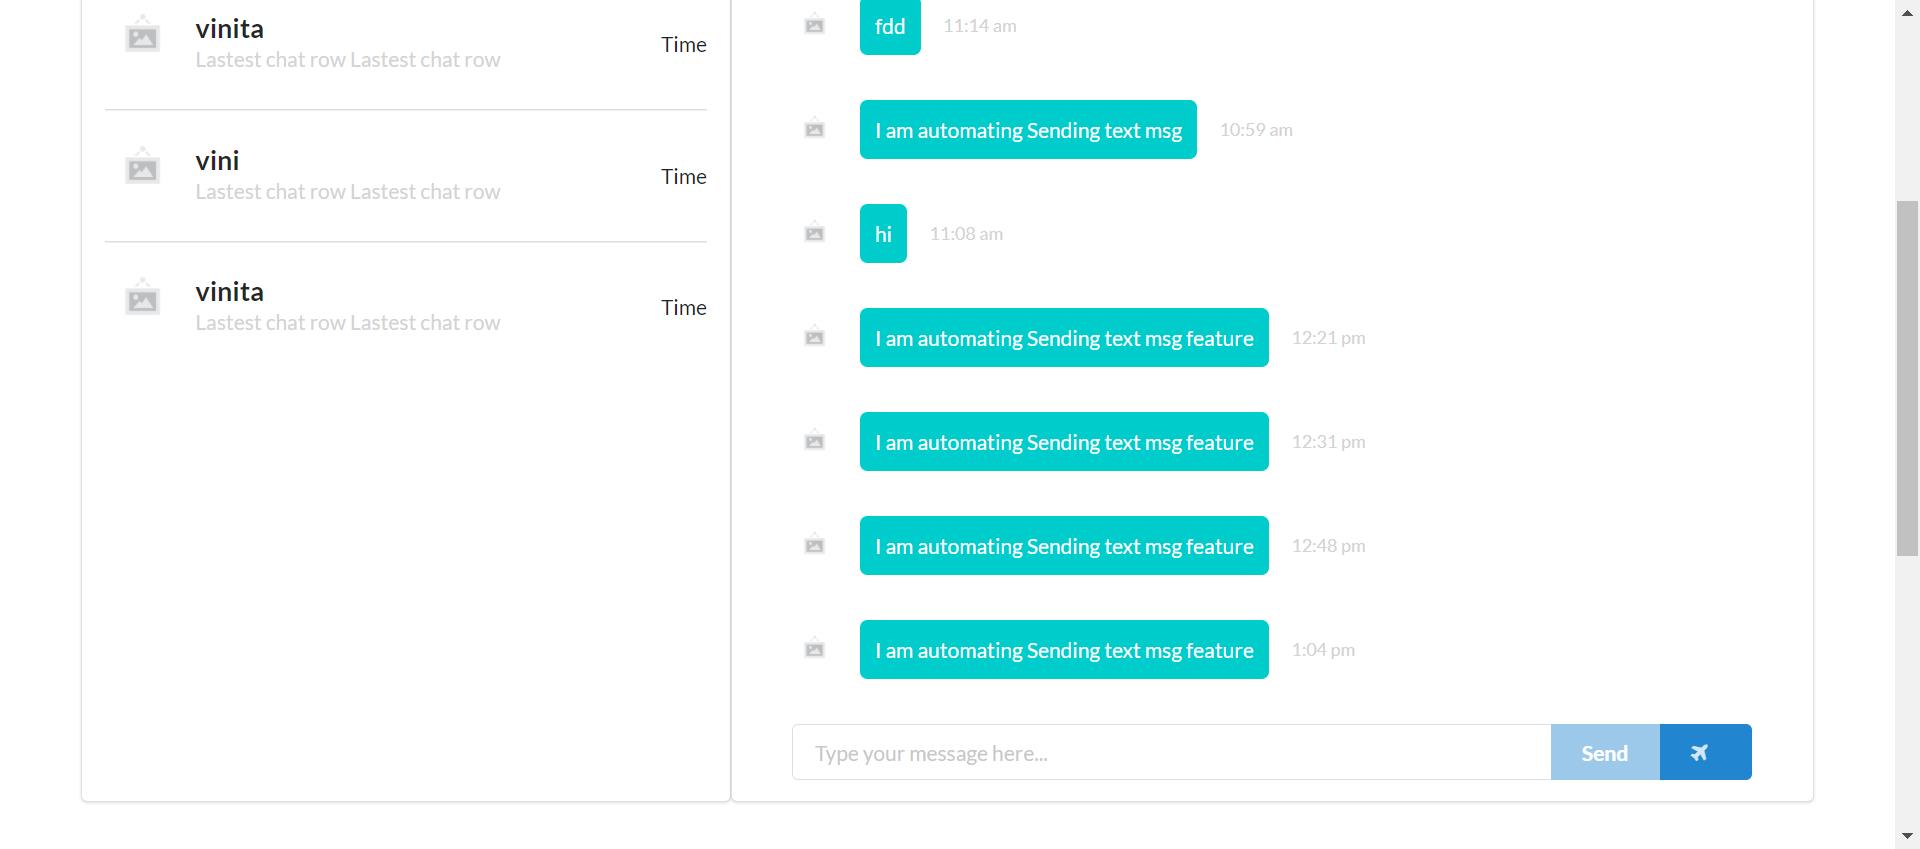 vinita
Lastest chat row Lastest chat row
Time
vini
Lastest chat row Lastest chat row
Time
vinita
Lastest chat row Lastest chat row
Time
fdd
11:14 am
I am automating Sending text msg
10:59 am
hi
11:08 am
I am automating Sending text msg feature
12:21 pm
I am automating Sending text msg feature
12:31 pm
I am automating Sending text msg feature
12:48 pm
I am automating Sending text msg feature
1:04 pm
Type your message here...
Send